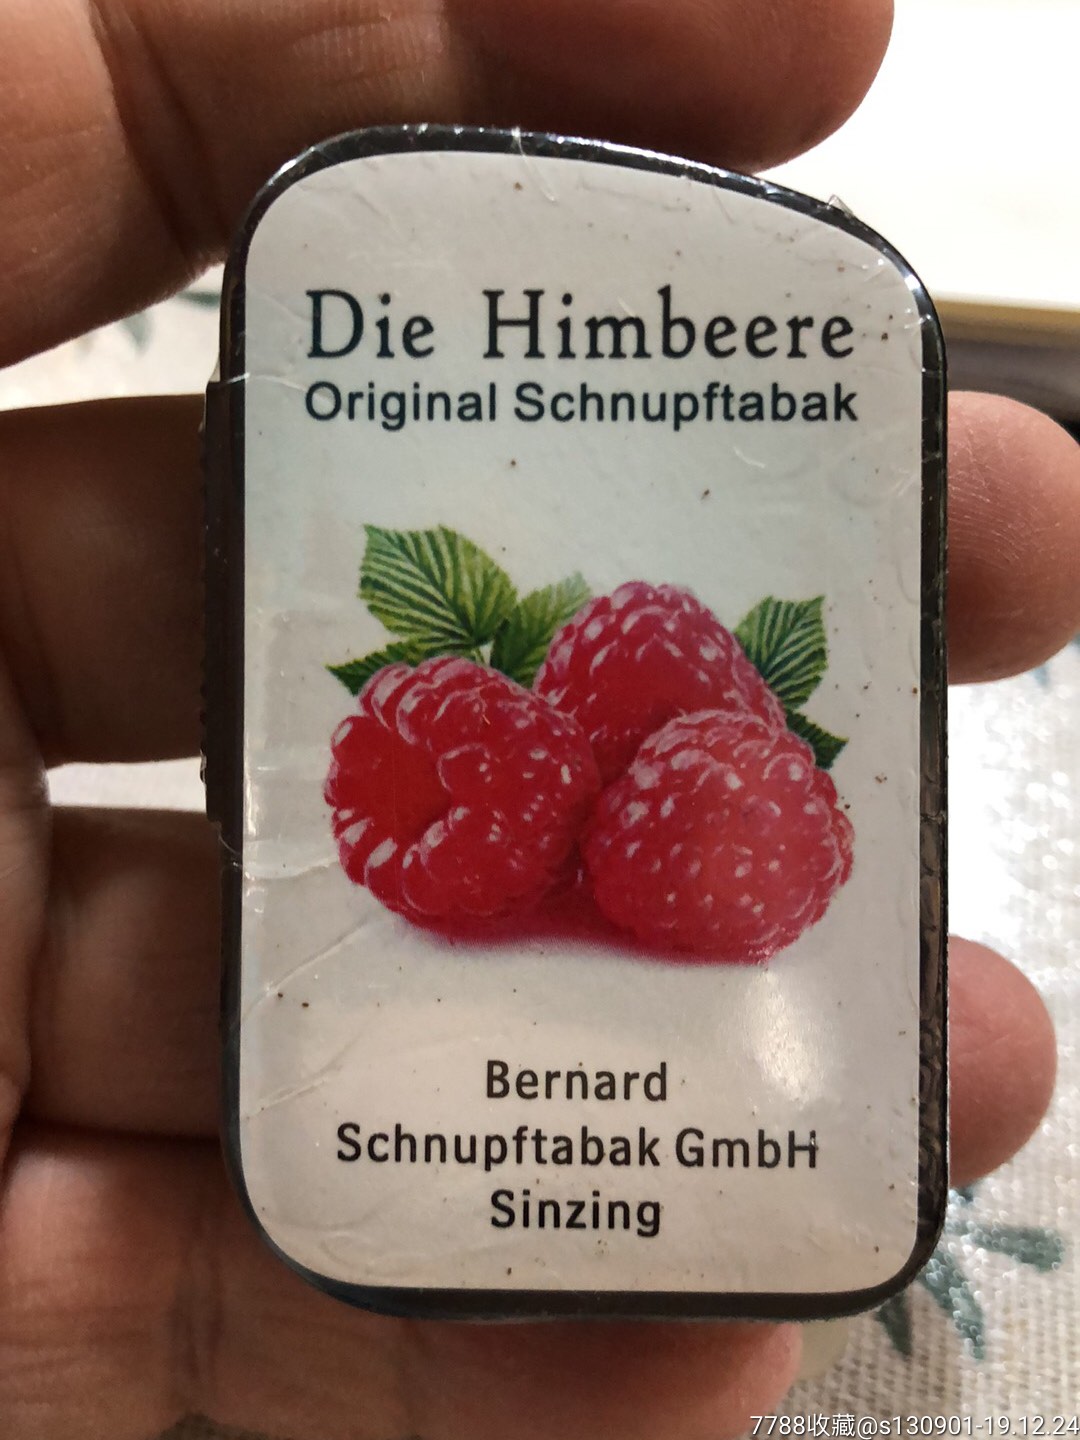 Die Himbeere
Original Schnupftabak
Bernard
Schnupftabak GmbH
Sinzing
7788收藏@s130901-19.12.24